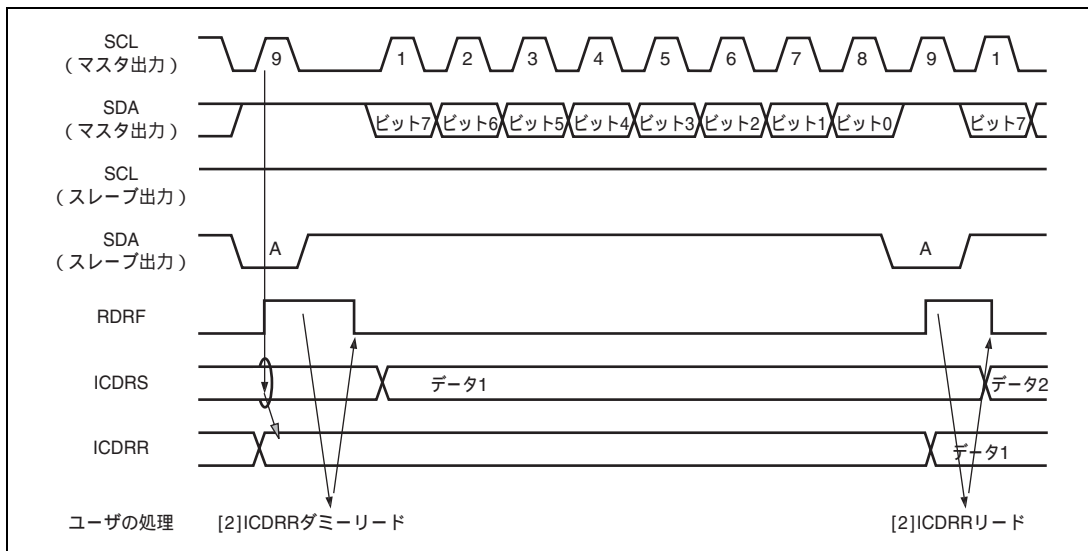 SCL
（マスタ出力）
9 1 2 3 4 5 6 7 8 9 1
SDA
（マスタ出力）
ビット7 ビット6 ビット5 ビット4 ビット3 ビット2 ビット1 ビット0 ビット7
SCL
（スレーブ出力）
SDA
（スレーブ出力）
A A
RDRF
ICDRS
データ1 データ2
ICDRR
データ1
ユーザの処理 [2]ICDRRダミーリード [2]ICDRRリード